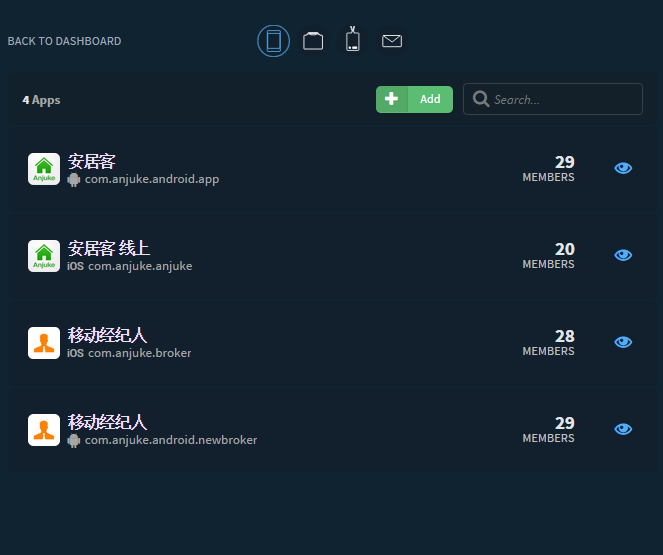 BACK TO DASHBOARD
4 Apps
Add
Search...
安居客
Anjuke
com.anjuke.android.app
29
MEMBERS
安居客 线上
Anjuke
iOS com.anjuke.anjuke
20
MEMBERS
移动经纪人
iOS com.anjuke.broker
28
MEMBERS
移动经纪人
com.anjuke.android.newbroker
29
MEMBERS